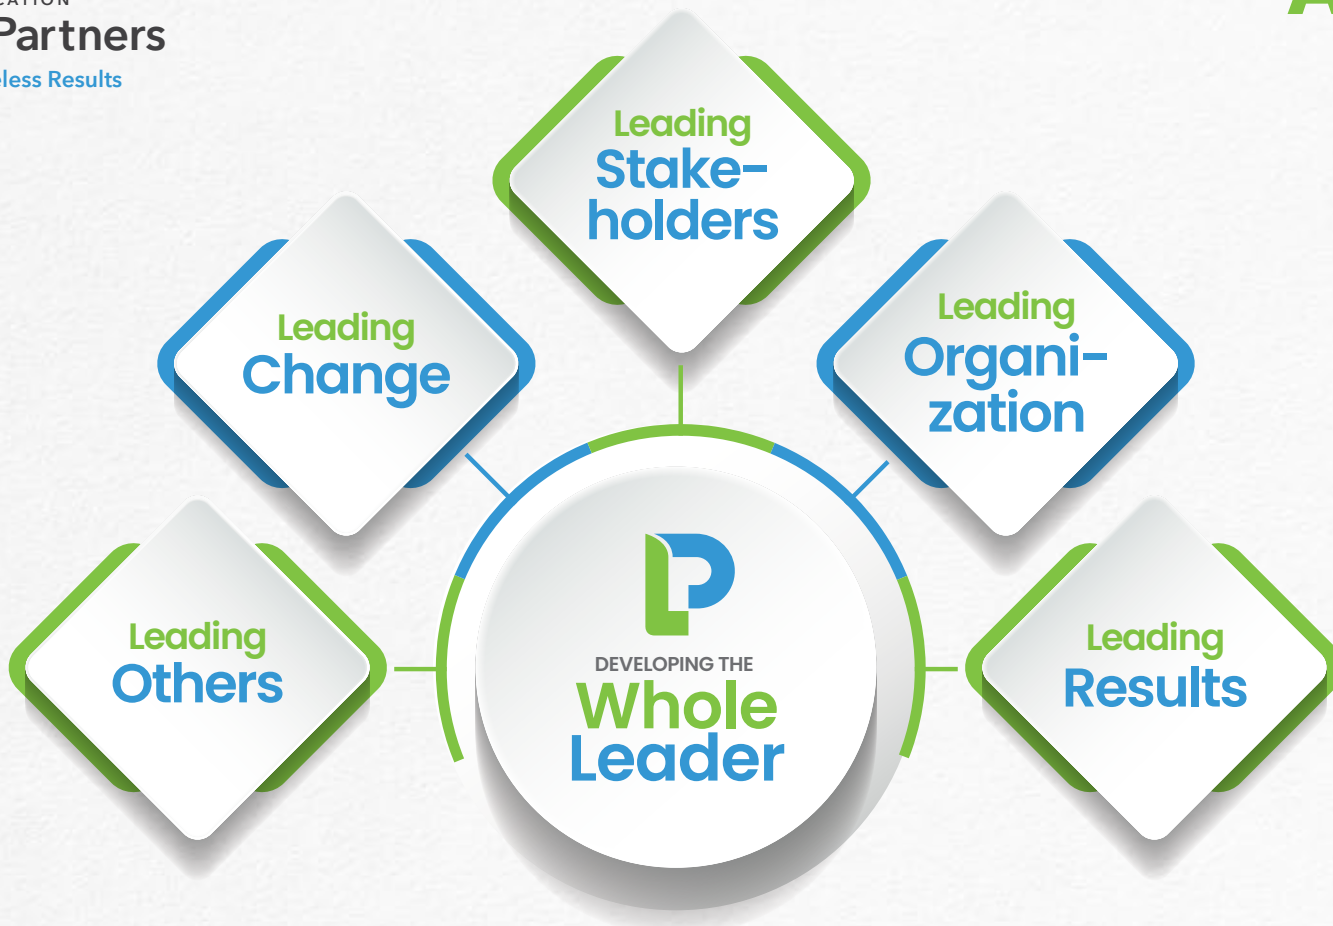 Partners
Results
Leading
Stake-
holders
Leading
Change
Leading
Organi-
zation
Leading
Others
Leading
Results
DEVELOPING THE
Whole
Leader